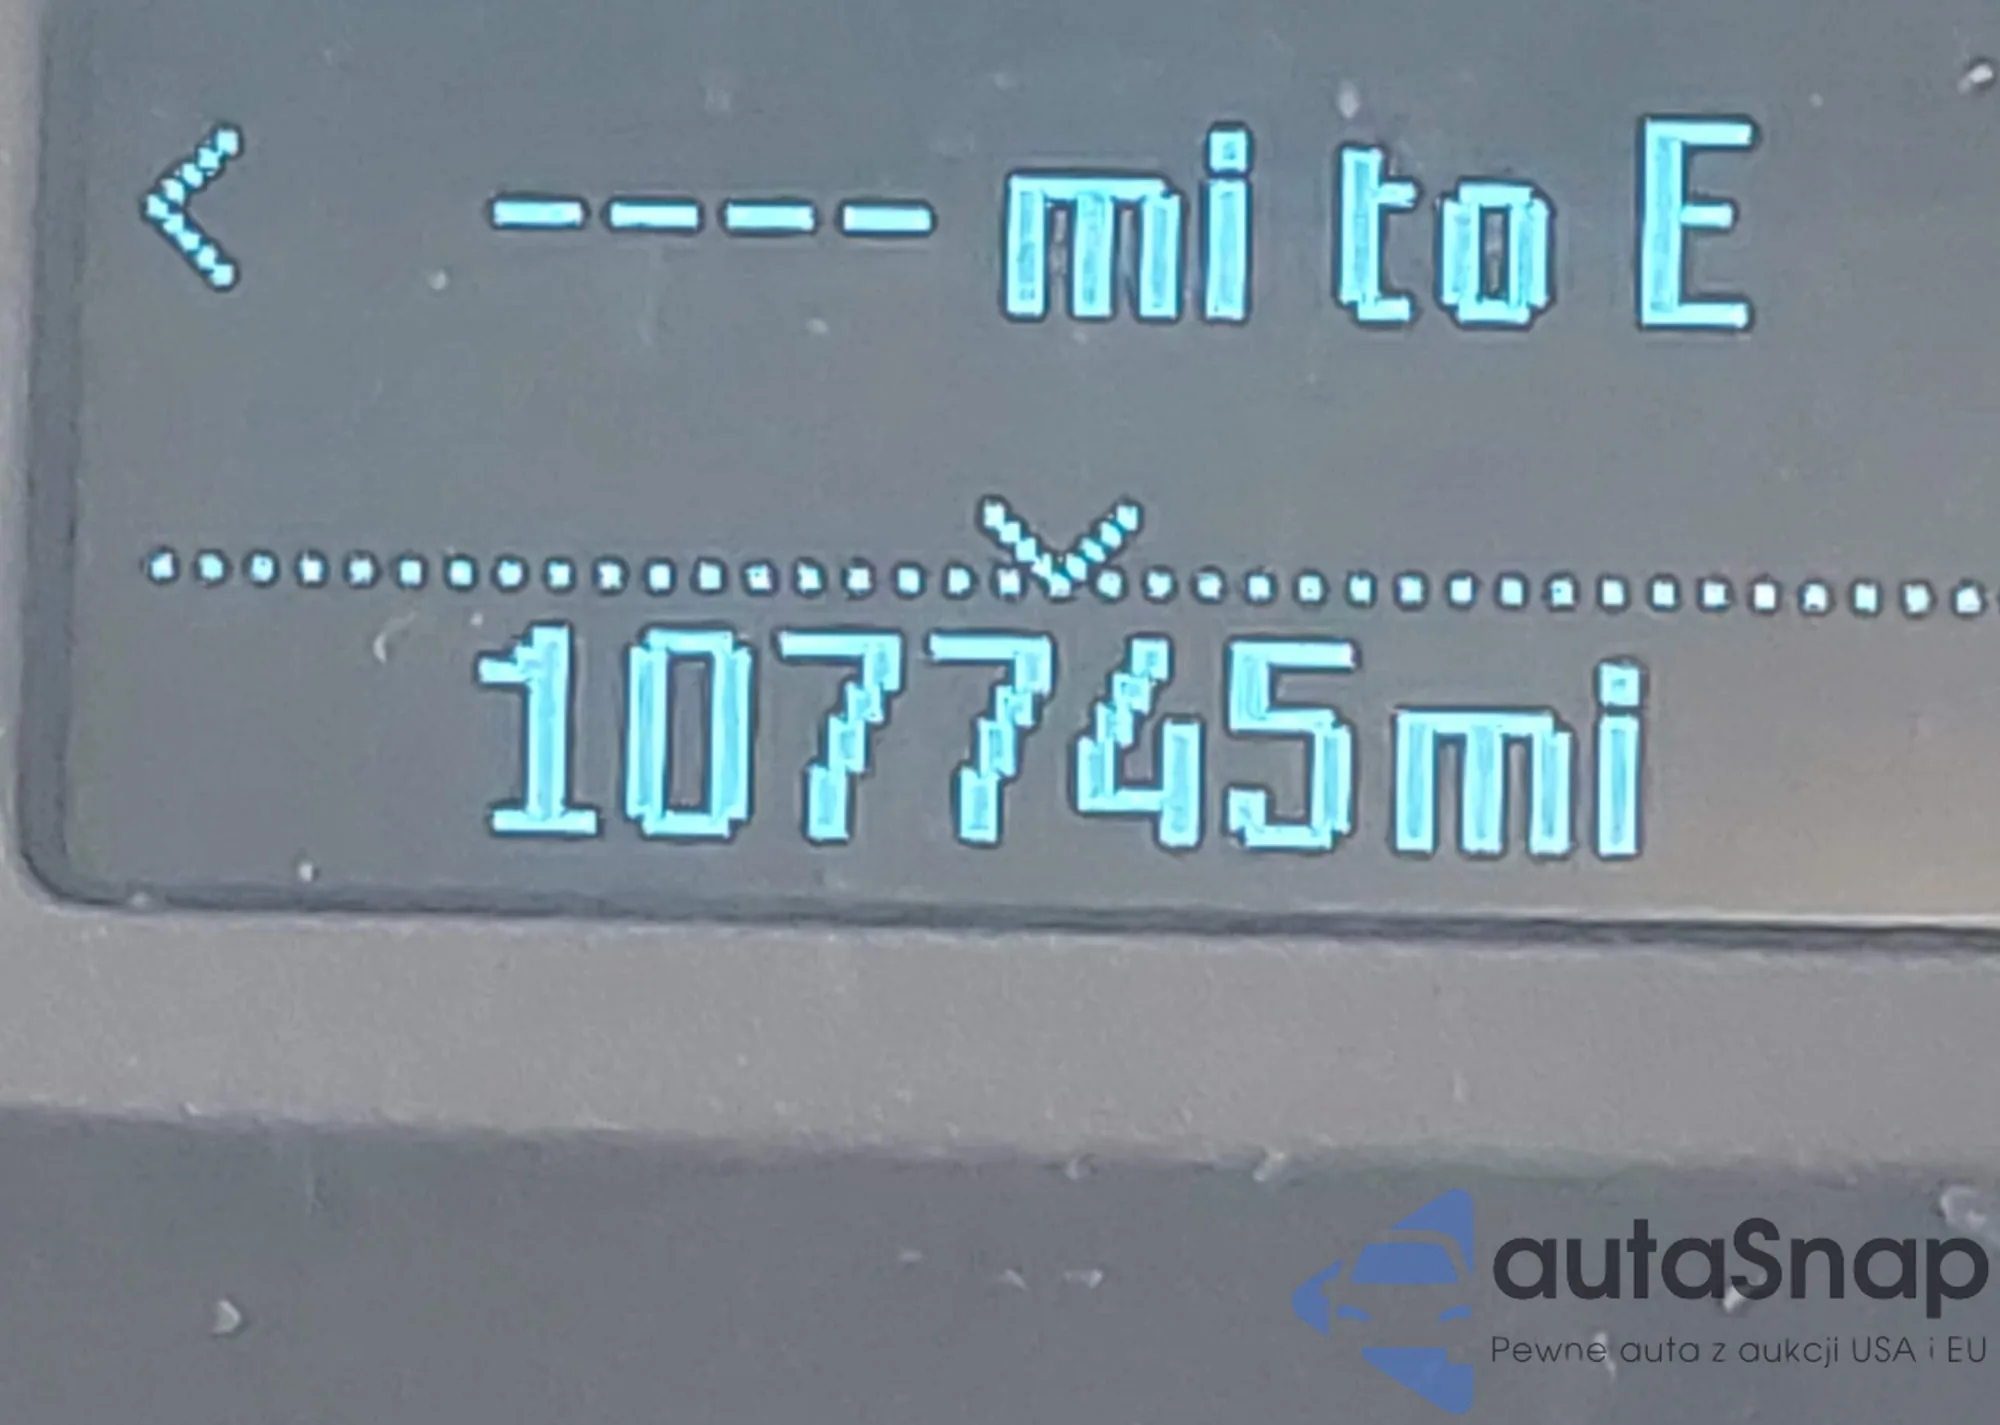 < ---- mi to E
107745mi
autaSnap
Pewne auta z aukcji USA i EU